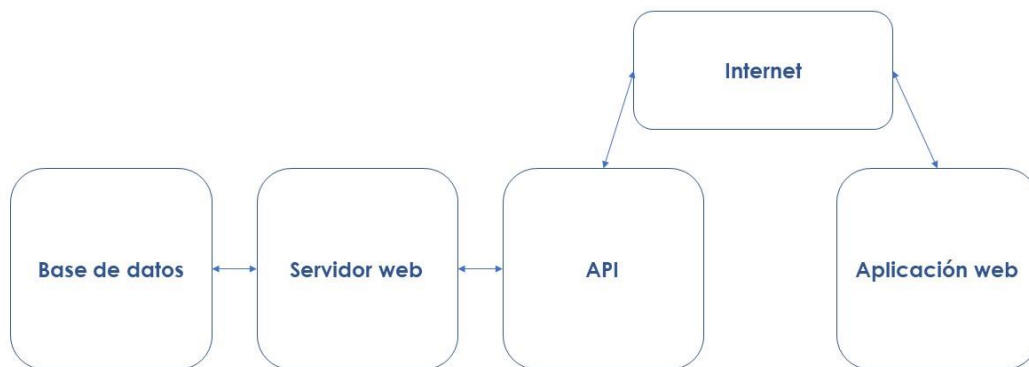 Internet
Base de datos
Servidor web
API
Aplicación web